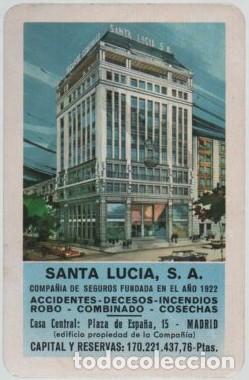 SANTA LUCIA S.A.
SANTA LUCIA, S. A.
COMPAÑIA DE SEGUROS FUNDADA EN EL AÑO 1922
ACCIDENTES-DECESOS-INCENDIOS
ROBO - COMBINADO - COSECHAS
Casa Central: Plaza de España, 15 - MADRID
(edificio propiedad de la Compañía)
CAPITAL Y RESERVAS: 170.221.437,76-Ptas.
todocoleccion